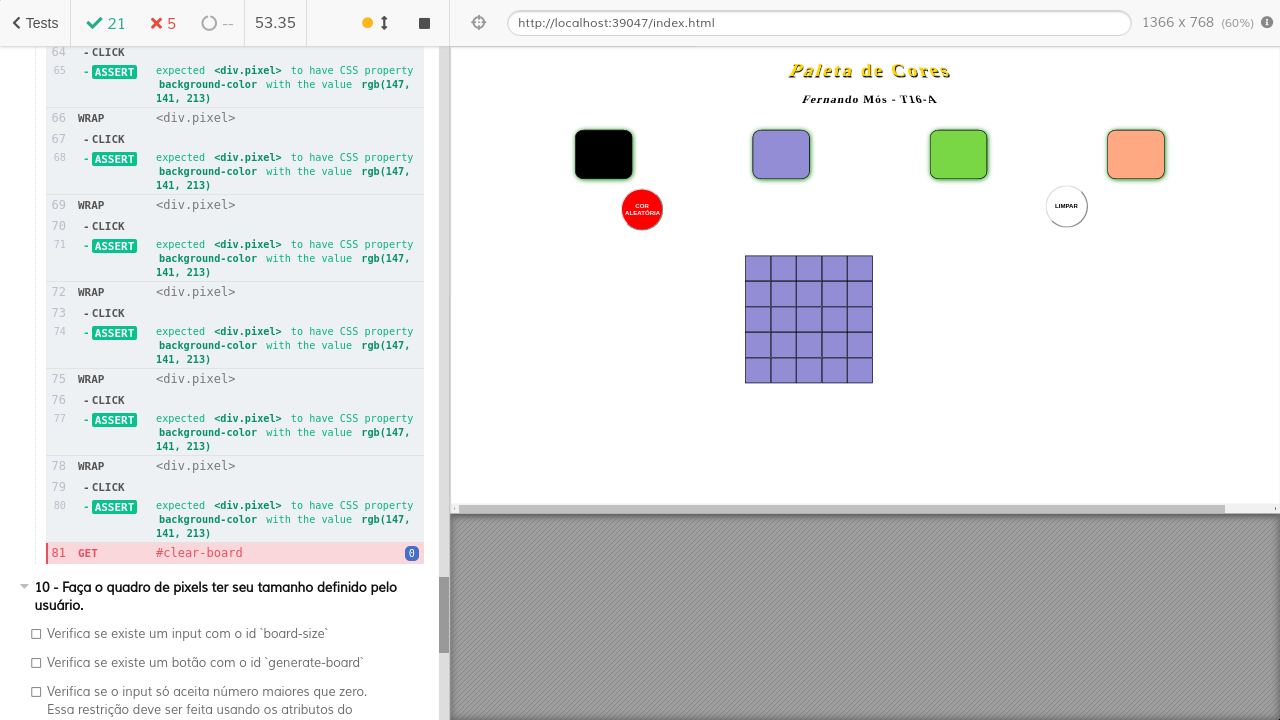 Tests 21 5 -- 53.35
http://localhost:39047/index.html 1366 x 768 (60%)
64 -CLICK
65 -ASSERT expected <div.pixel> to have CSS property
background-color with the value rgb(147,
141, 213)
66 WRAP <div.pixel>
67 -CLICK
68 -ASSERT expected <div.pixel> to have CSS property
background-color with the value rgb(147,
141, 213)
69 WRAP <div.pixel>
70 -CLICK
71 -ASSERT expected <div.pixel> to have CSS property
background-color with the value rgb(147,
141, 213)
72 WRAP <div.pixel>
73 -CLICK
74 -ASSERT expected <div.pixel> to have CSS property
background-color with the value rgb(147,
141, 213)
75 WRAP <div.pixel>
76 -CLICK
77 -ASSERT expected <div.pixel> to have CSS property
background-color with the value rgb(147,
141, 213)
78 WRAP <div.pixel>
79 -CLICK
80 -ASSERT expected <div.pixel> to have CSS property
background-color with the value rgb(147,
141, 213)
81 GET #clear-board 0
10 - Faça o quadro de pixels ter seu tamanho definido pelo
usuário.
Verifica se existe um input com o id `board-size`
Verifica se existe um botão com o id `generate-board`
Verifica se o input só aceita número maiores que zero.
Essa restrição deve ser feita usando os atributos do
Paleta de Cores
Fernando Mós - T16-A
COR
ALEATÓRIA
LIMPAR